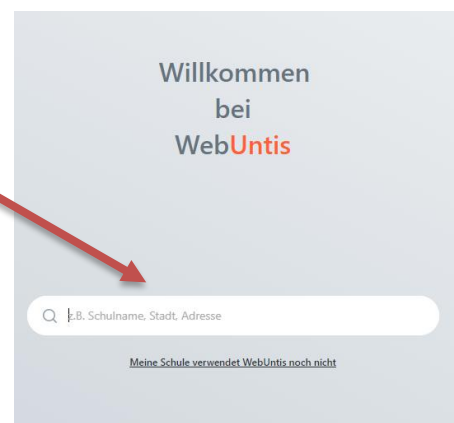 Willkommen
bei
WebUntis
z.B. Schulname, Stadt, Adresse
Meine Schule verwendet WebUntis noch nicht